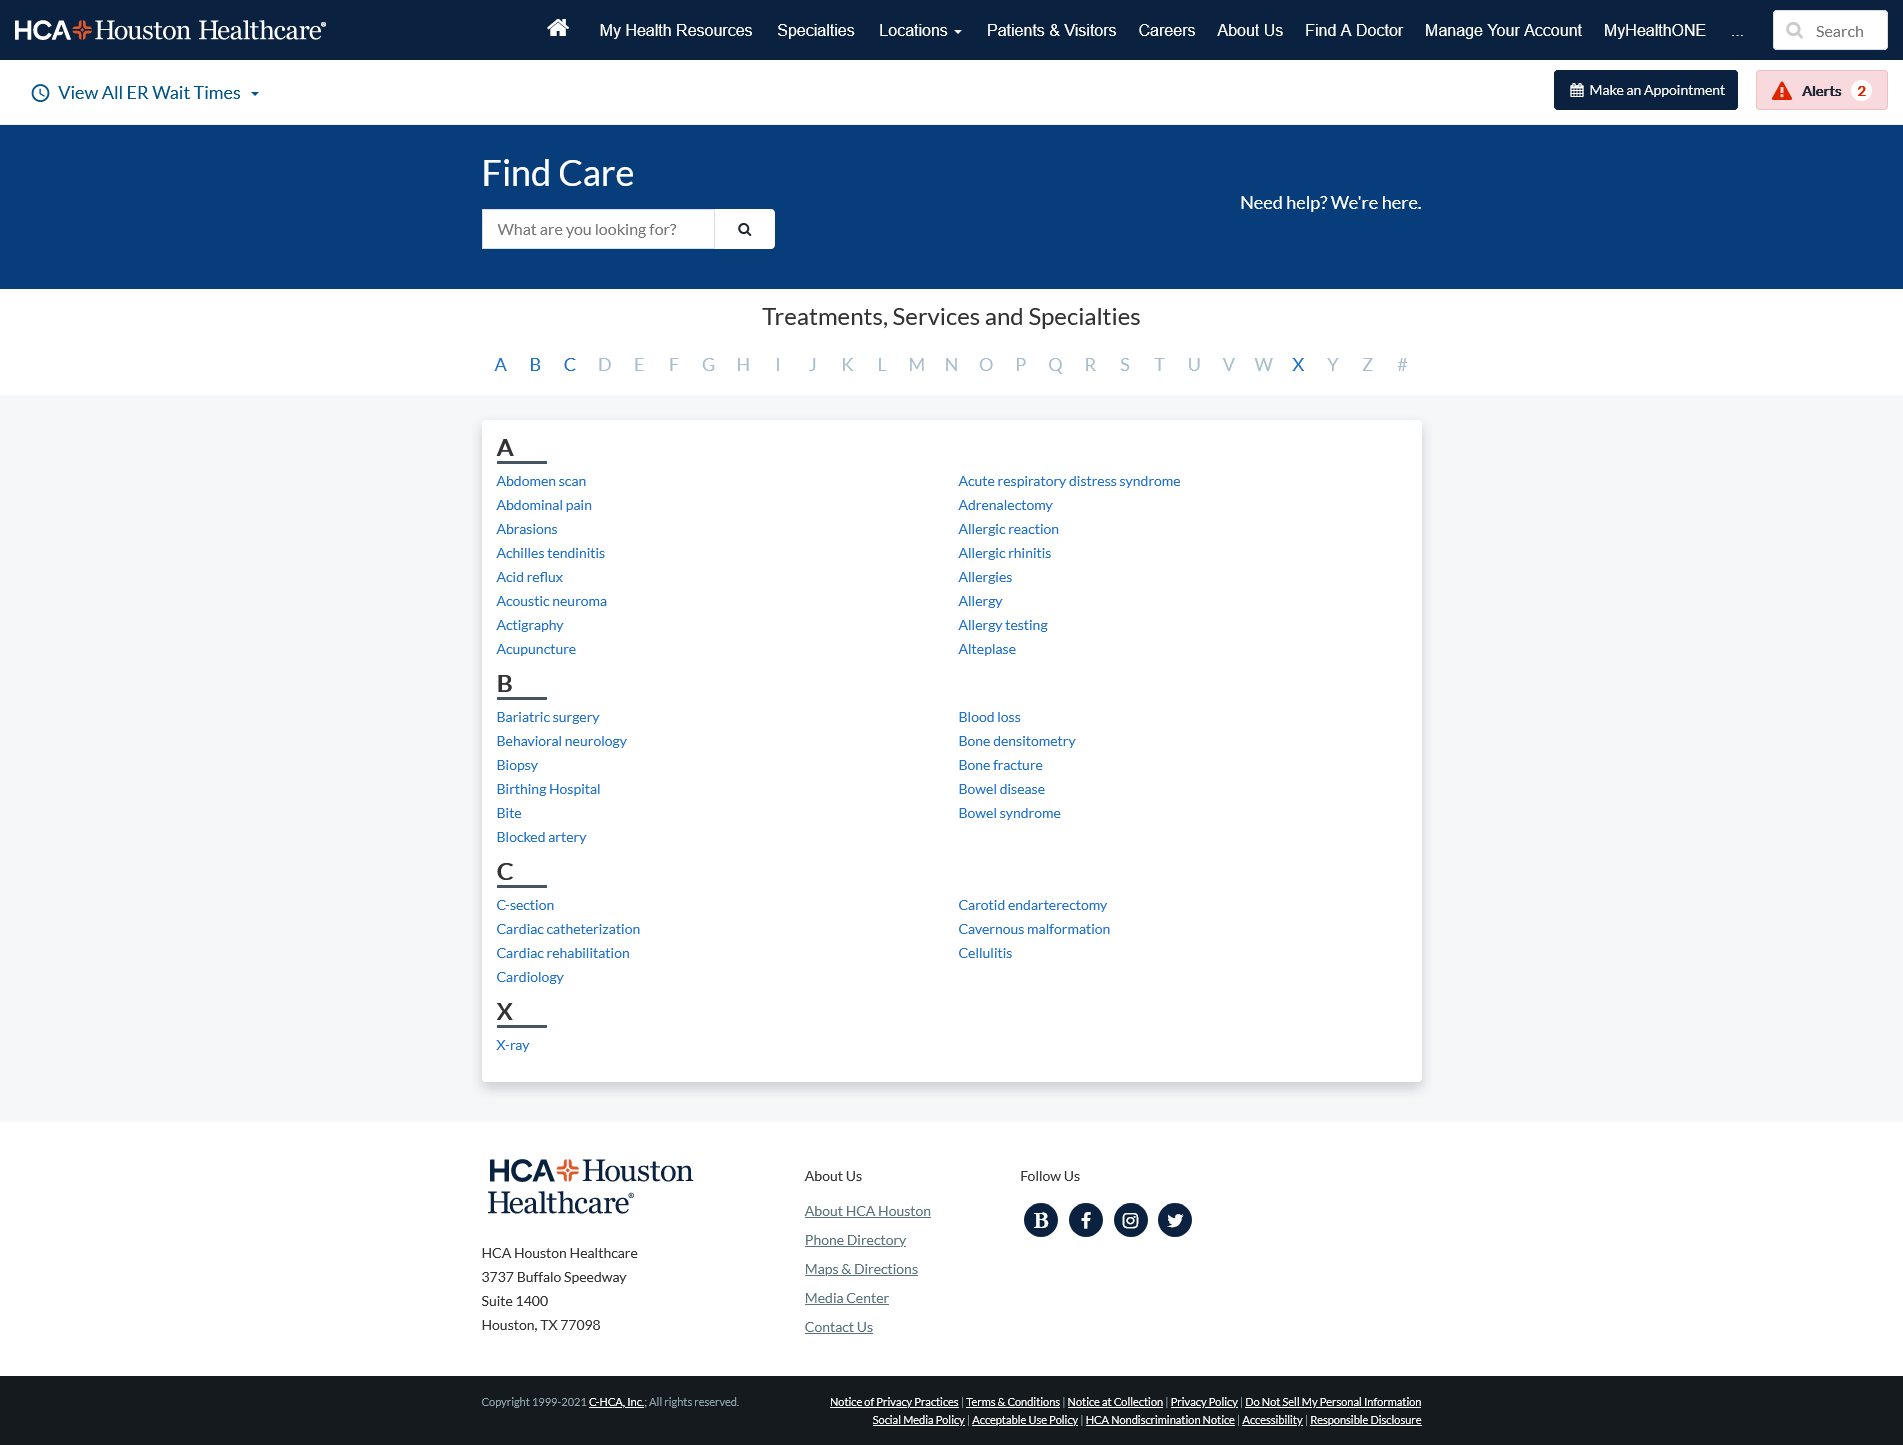 HCA Houston Healthcare®
My Health Resources Specialties Locations Patients & Visitors Careers About Us Find A Doctor Manage Your Account MyHealthONE ... Search
View All ER Wait Times
Make an Appointment
Alerts 2
Find Care
What are you looking for?
Need help? We're here.
Treatments, Services and Specialties
A B C D E F G H I J K L M N O P Q R S T U V W X Y Z #
A
Abdomen scan
Abdominal pain
Abrasions
Achilles tendinitis
Acid reflux
Acoustic neuroma
Actigraphy
Acupuncture
Acute respiratory distress syndrome
Adrenalectomy
Allergic reaction
Allergic rhinitis
Allergies
Allergy
Allergy testing
Alteplase
B
Bariatric surgery
Behavioral neurology
Biopsy
Birthing Hospital
Bite
Blocked artery
Blood loss
Bone densitometry
Bone fracture
Bowel disease
Bowel syndrome
C
C-section
Cardiac catheterization
Cardiac rehabilitation
Cardiology
Carotid endarterectomy
Cavernous malformation
Cellulitis
X
X-ray
HCA Houston
Healthcare®
HCA Houston Healthcare
3737 Buffalo Speedway
Suite 1400
Houston, TX 77098
About Us
About HCA Houston
Phone Directory
Maps & Directions
Media Center
Contact Us
Follow Us
B
Copyright 1999-2021 C-HCA, Inc.; All rights reserved.
Notice of Privacy Practices | Terms & Conditions | Notice at Collection | Privacy Policy | Do Not Sell My Personal Information
Social Media Policy | Acceptable Use Policy | HCA Nondiscrimination Notice | Accessibility | Responsible Disclosure